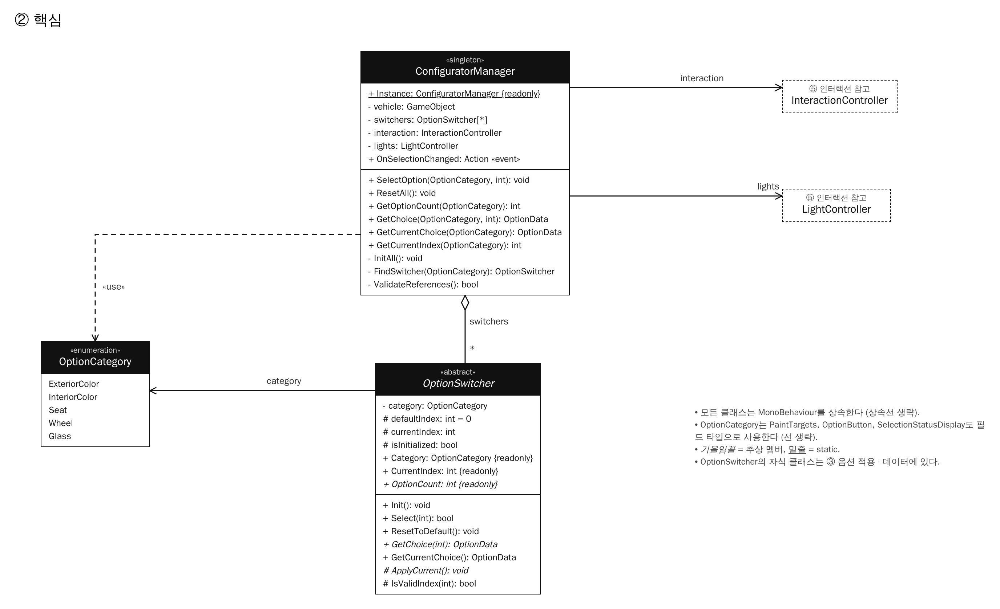 ② 핵심
«singleton»
ConfiguratorManager
+ Instance: ConfiguratorManager {readonly}
- vehicle: GameObject
- switchers: OptionSwitcher[*]
- interaction: InteractionController
- lights: LightController
+ OnSelectionChanged: Action «event»
+ SelectOption(OptionCategory, int): void
+ ResetAll(): void
+ GetOptionCount(OptionCategory): int
+ GetChoice(OptionCategory, int): OptionData
+ GetCurrentChoice(OptionCategory): OptionData
+ GetCurrentIndex(OptionCategory): int
- InitAll(): void
- FindSwitcher(OptionCategory): OptionSwitcher
- ValidateReferences(): bool
interaction
⑤ 인터랙션 참고
InteractionController
lights
⑤ 인터랙션 참고
LightController
«use»
switchers
*
«enumeration»
OptionCategory
ExteriorColor
InteriorColor
Seat
Wheel
Glass
category
«abstract»
OptionSwitcher
- category: OptionCategory
# defaultIndex: int = 0
# currentIndex: int
# isInitialized: bool
+ Category: OptionCategory {readonly}
+ CurrentIndex: int {readonly}
+ OptionCount: int {readonly}
+ Init(): void
+ Select(int): bool
+ ResetToDefault(): void
+ GetChoice(int): OptionData
+ GetCurrentChoice(): OptionData
# ApplyCurrent(): void
# IsValidIndex(int): bool
• 모든 클래스는 MonoBehaviour를 상속한다 (상속선 생략).
• OptionCategory는 PaintTargets, OptionButton, SelectionStatusDisplay도 필
드 타입으로 사용한다 (선 생략).
• 기울임꼴 = 추상 멤버, 밑줄 = static.
• OptionSwitcher의 자식 클래스는 ③ 옵션 적용 · 데이터에 있다.